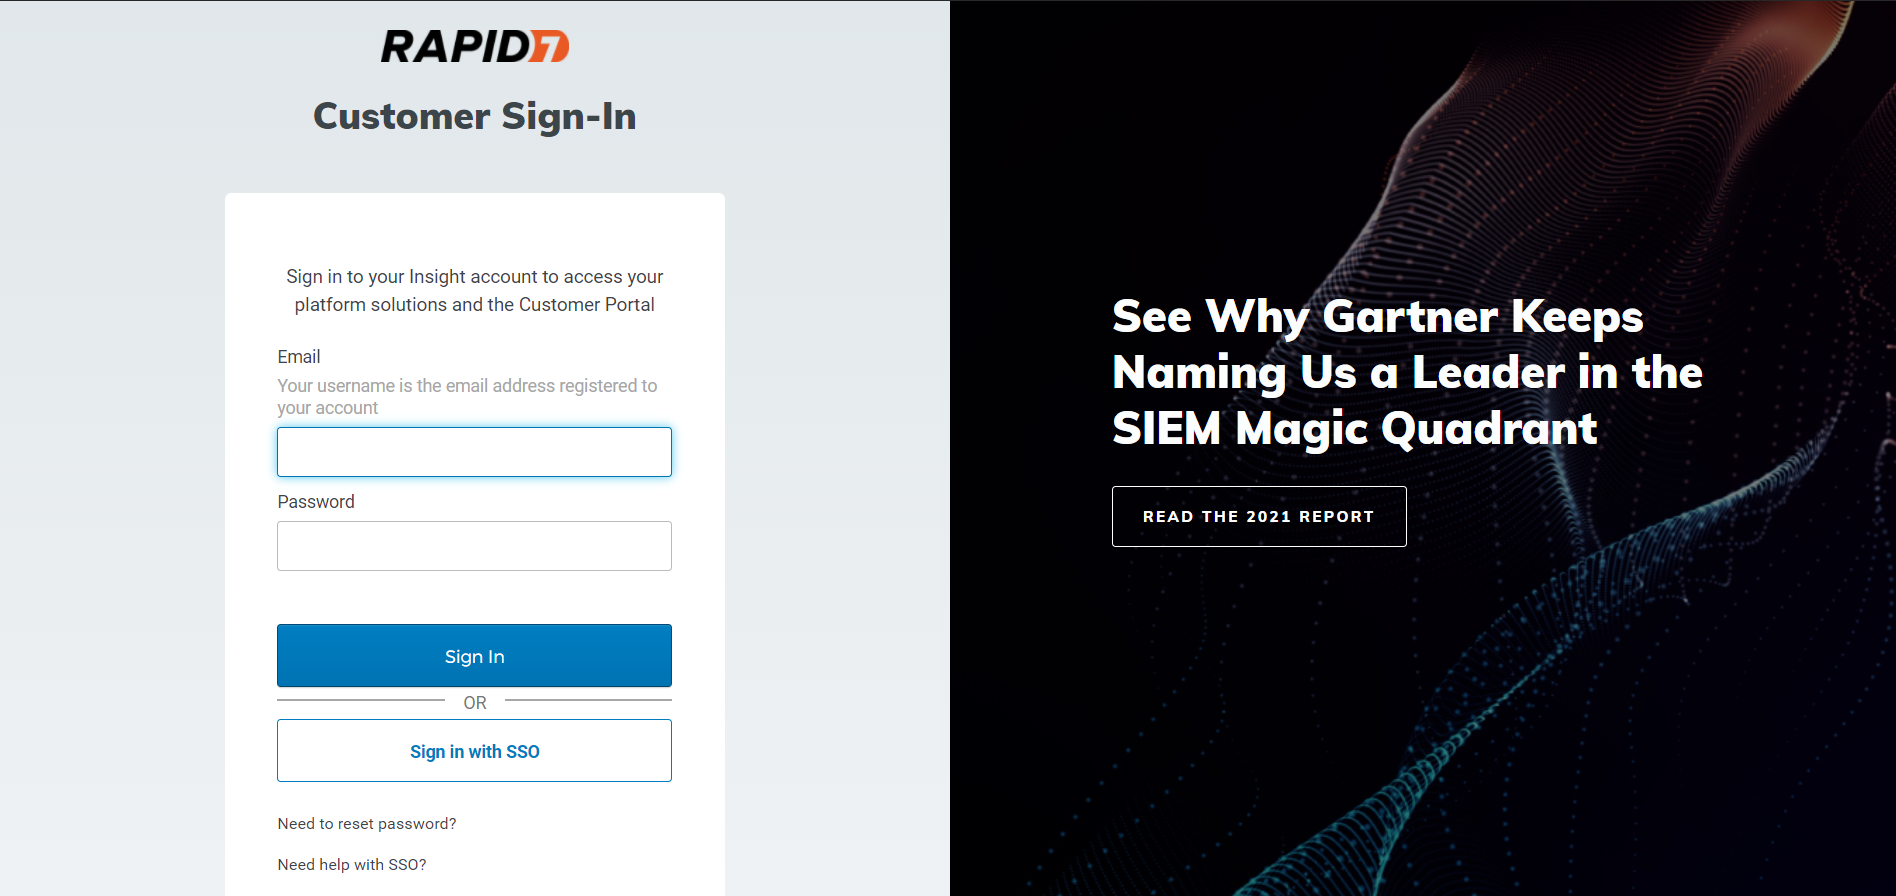 RAPID7
Customer Sign-In
Sign in to your Insight account to access your
platform solutions and the Customer Portal
Email
Your username is the email address registered to
your account
Password
Sign In
OR
Sign in with SSO
Need to reset password?
Need help with SSO?
See Why Gartner Keeps
Naming Us a Leader in the
SIEM Magic Quadrant
READ THE 2021 REPORT